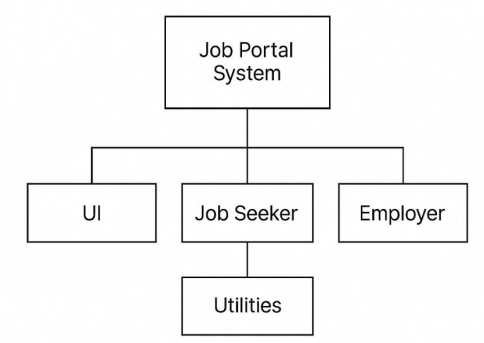 Job Portal
System
UI
Job Seeker
Employer
Utilities